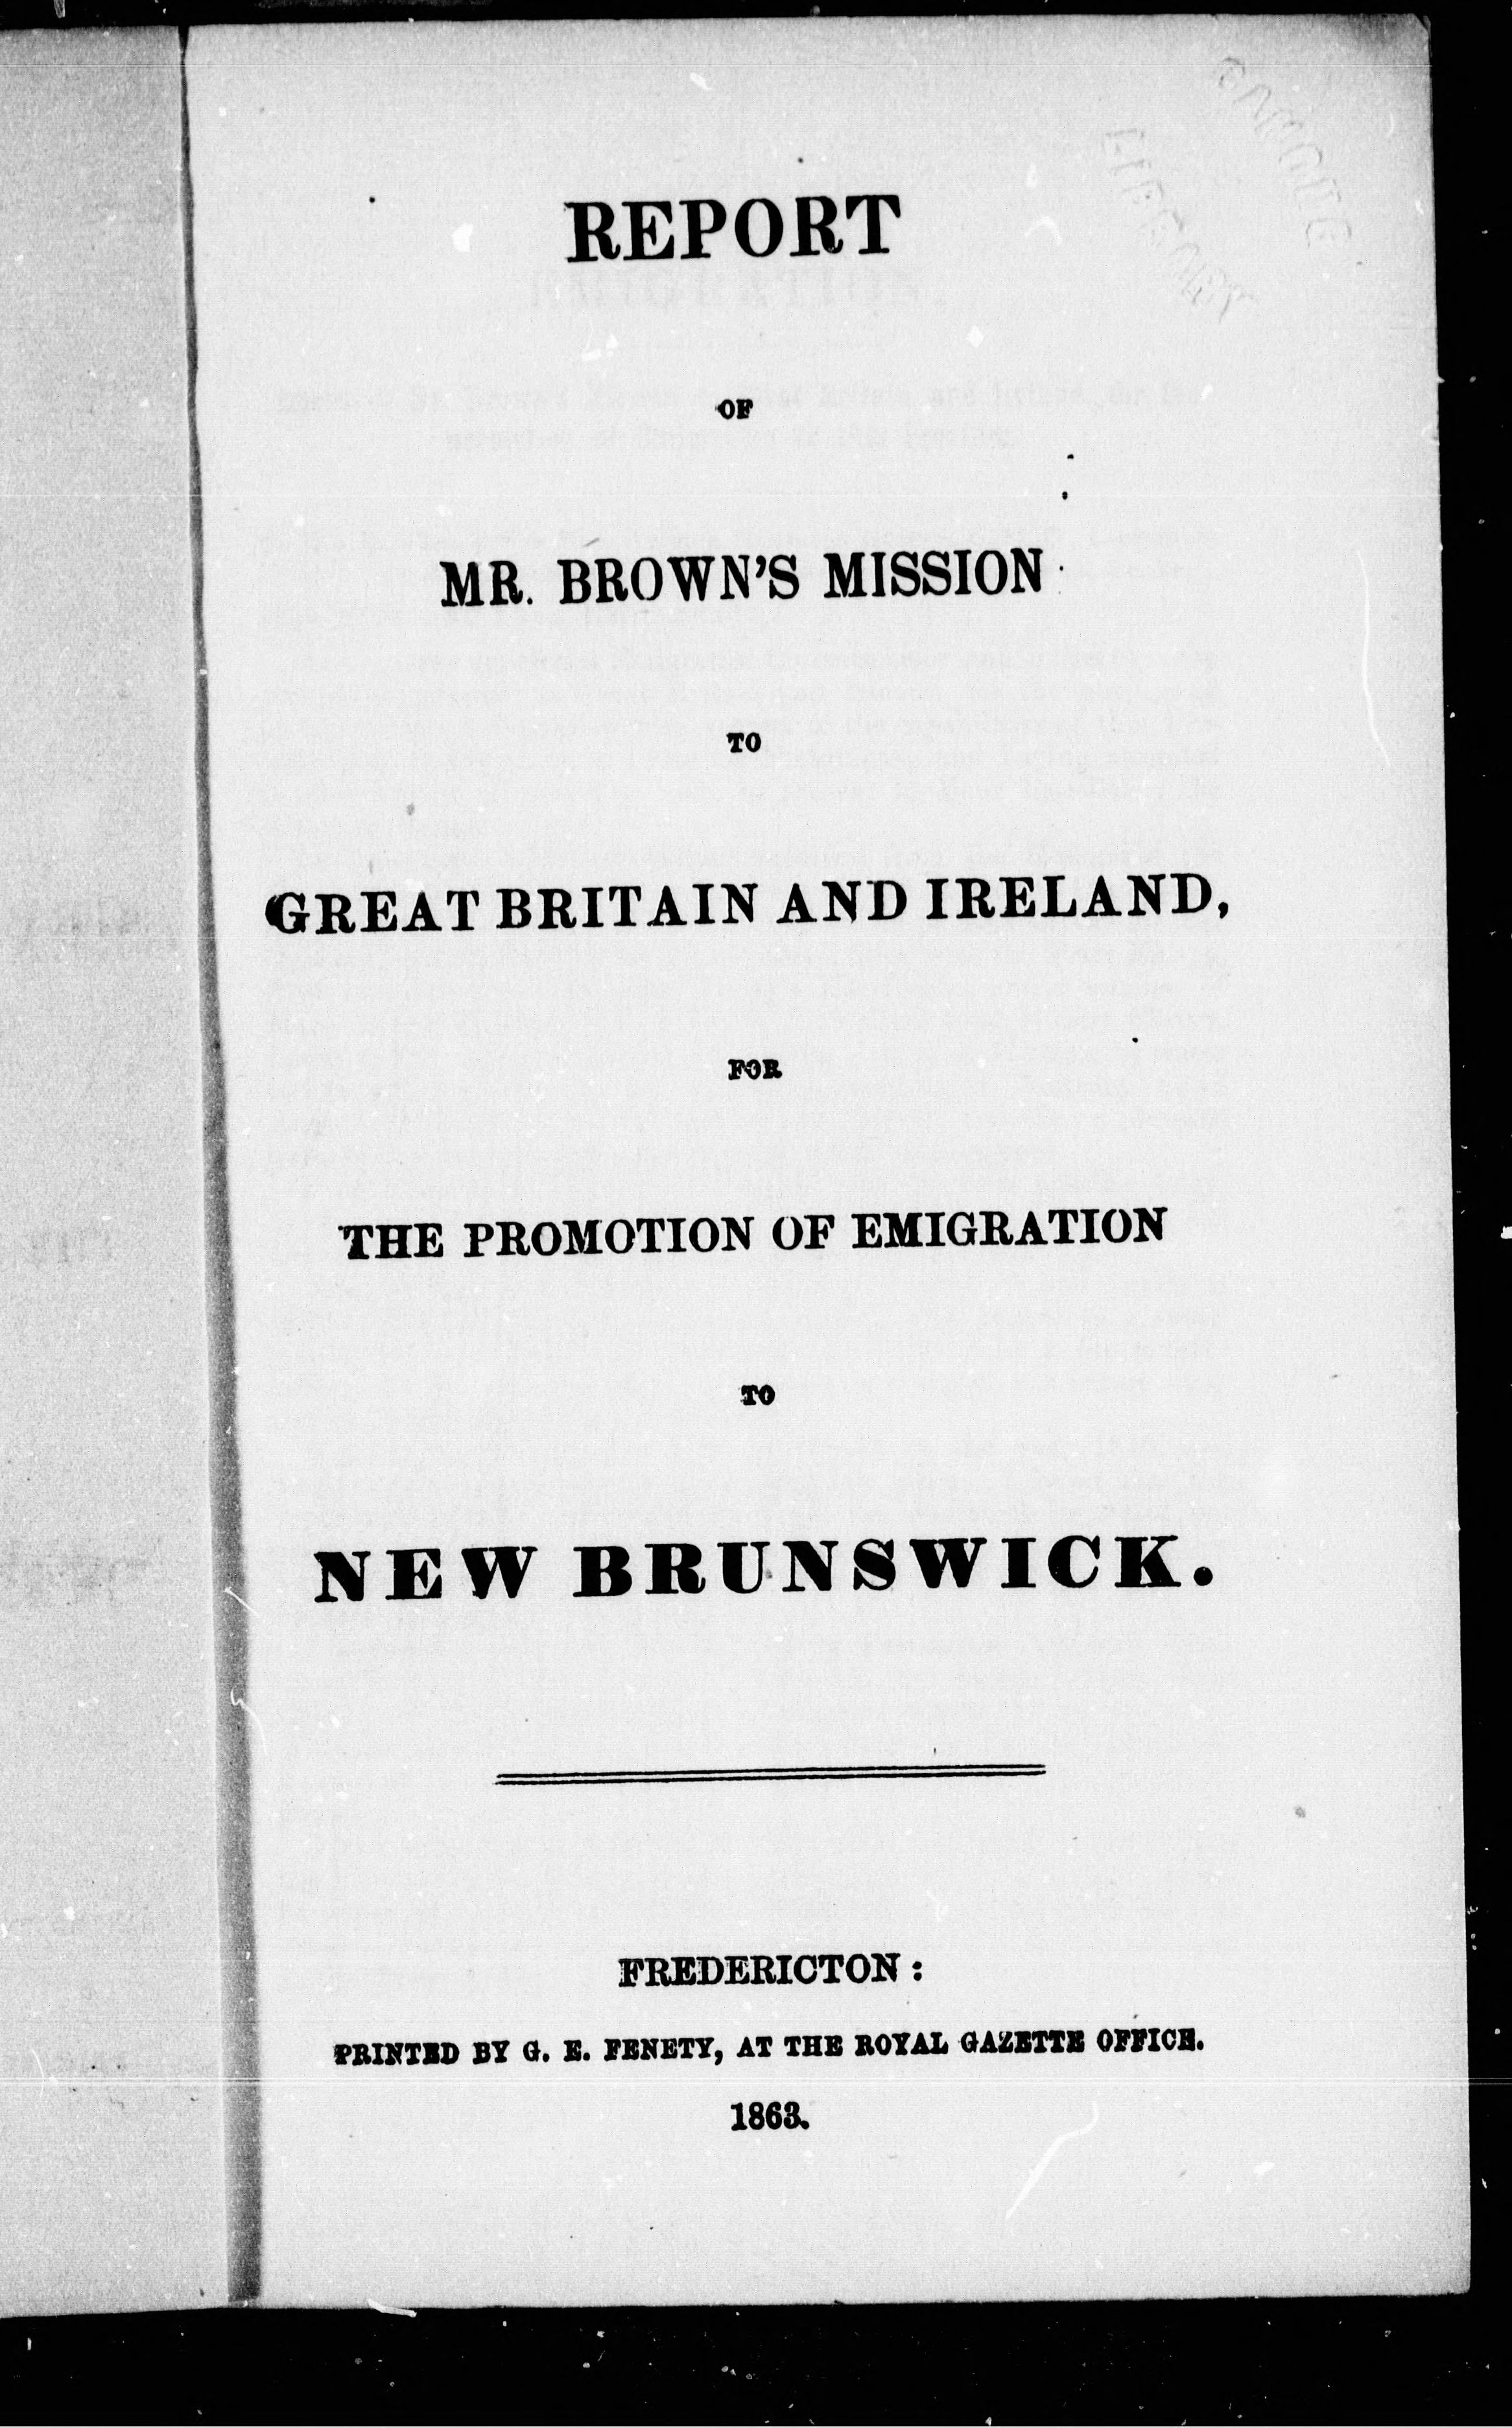 REPORT
OF
MR. BROWN'S MISSION
TO
GREAT BRITAIN AND IRELAND,
FOR
THE PROMOTION OF EMIGRATION
TO
NEW BRUNSWICK.
FREDERICTON:
PRINTED BY G. E. FENETY, AT THE ROYAL GAZETTE OFFICE.
1863.